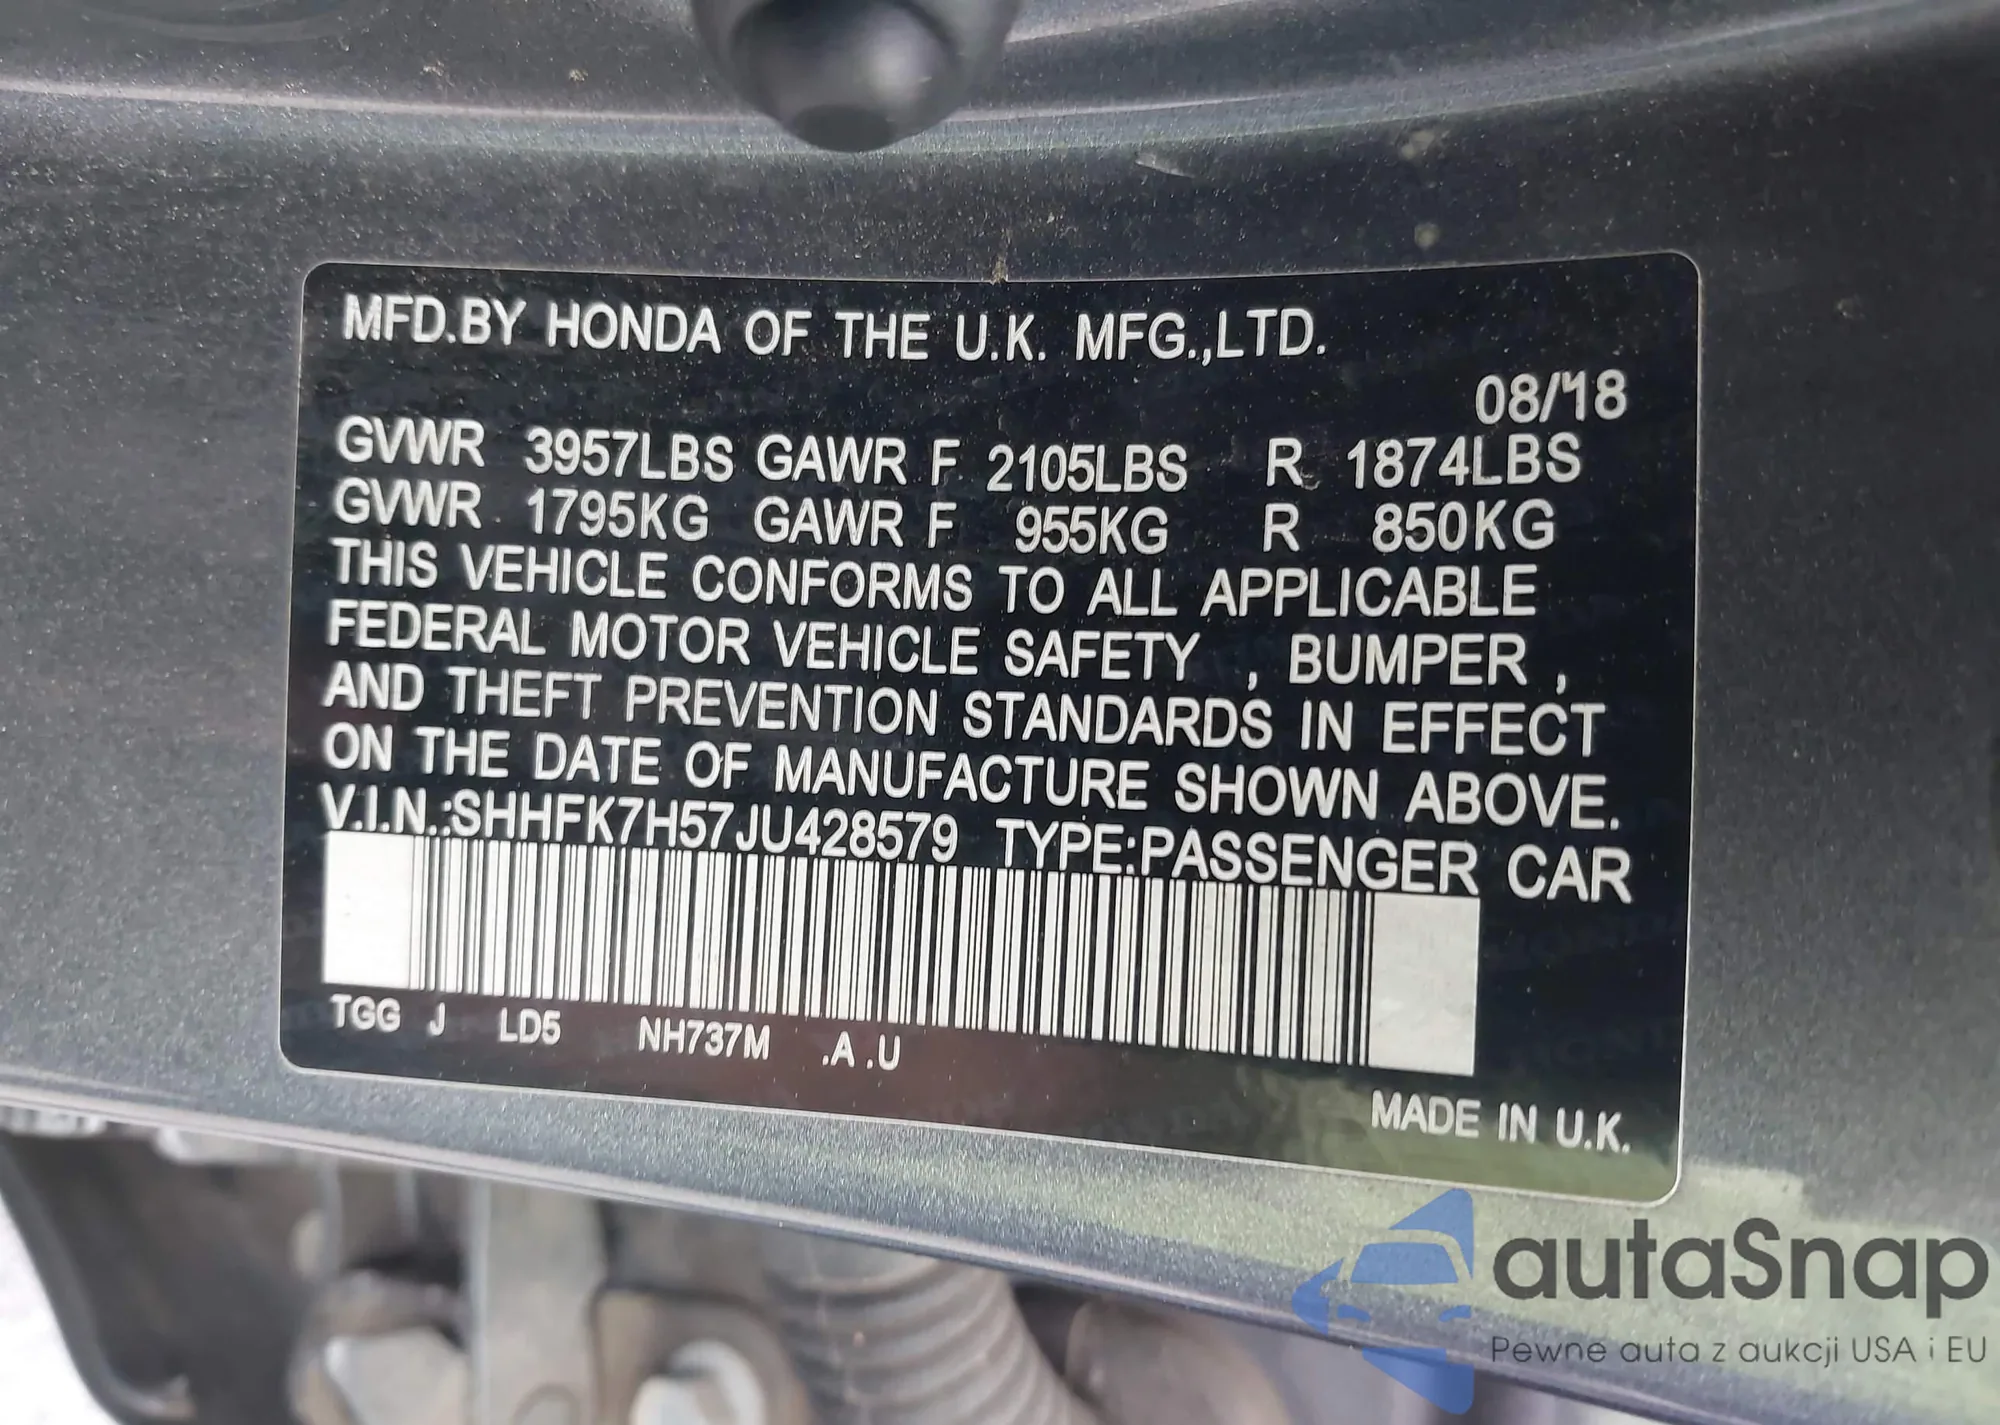 MFD.BY HONDA OF THE U.K. MFG.,LTD.
08/'18
GVWR 3957LBS GAWR F 2105LBS R 1874LBS
GVWR 1795KG GAWR F 955KG R 850KG
THIS VEHICLE CONFORMS TO ALL APPLICABLE
FEDERAL MOTOR VEHICLE SAFETY , BUMPER ,
AND THEFT PREVENTION STANDARDS IN EFFECT
ON THE DATE OF MANUFACTURE SHOWN ABOVE.
V.I.N.:SHHFK7H57JU428579 TYPE:PASSENGER CAR
TGG J LD5 NH737M .A .U
MADE IN U.K.
autaSnap
Pewne auta z aukcji USA i EU